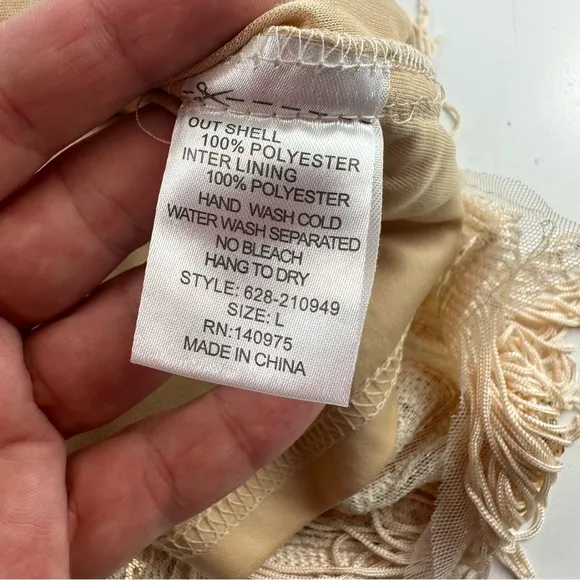 OUT SHELL
100% POLYESTER
INTER LINING
100% POLYESTER
HAND WASH COLD
WATER WASH SEPARATED
NO BLEACH
HANG TO DRY
STYLE: 628-210949
SIZE: L
RN:140975
MADE IN CHINA